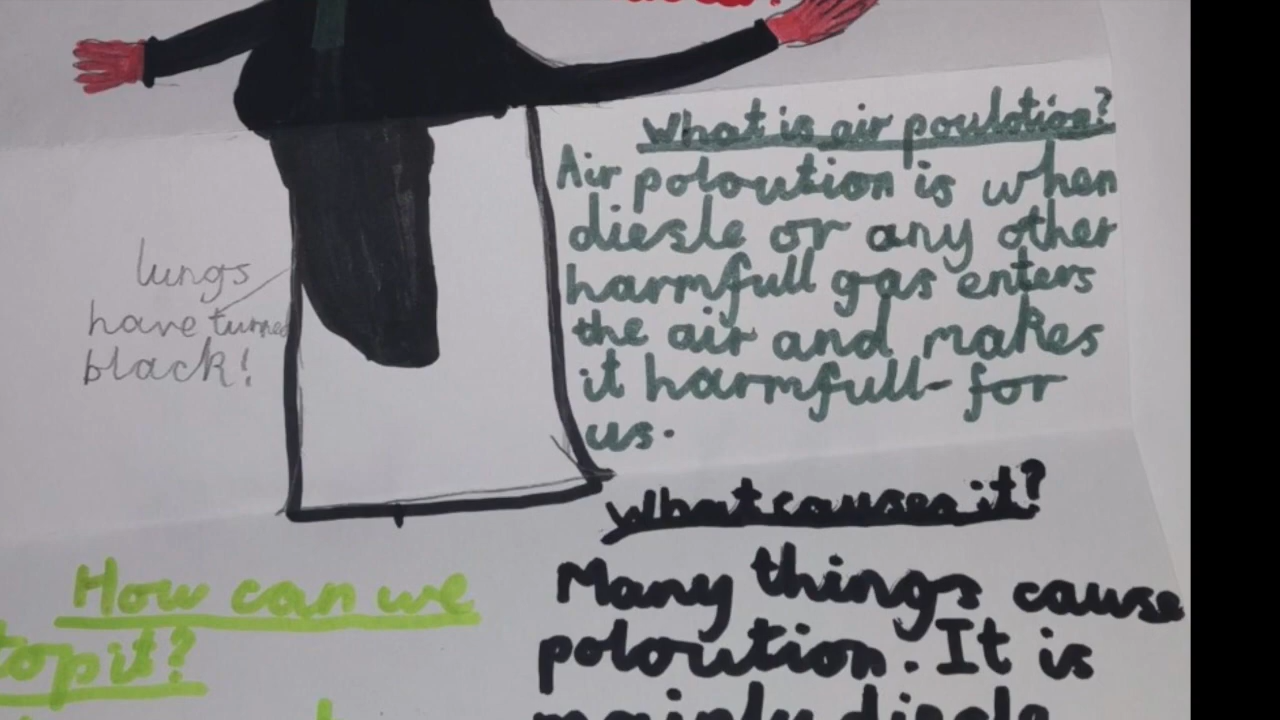 What is air poulotion?
Air poloution is when
diesle or any other
harmfull gas enters
the air and makes
it harmfull- for
us.
lungs
have turned
black!
What causes it?
Many things cause
poloution. It is
mainly
How can we
top it?